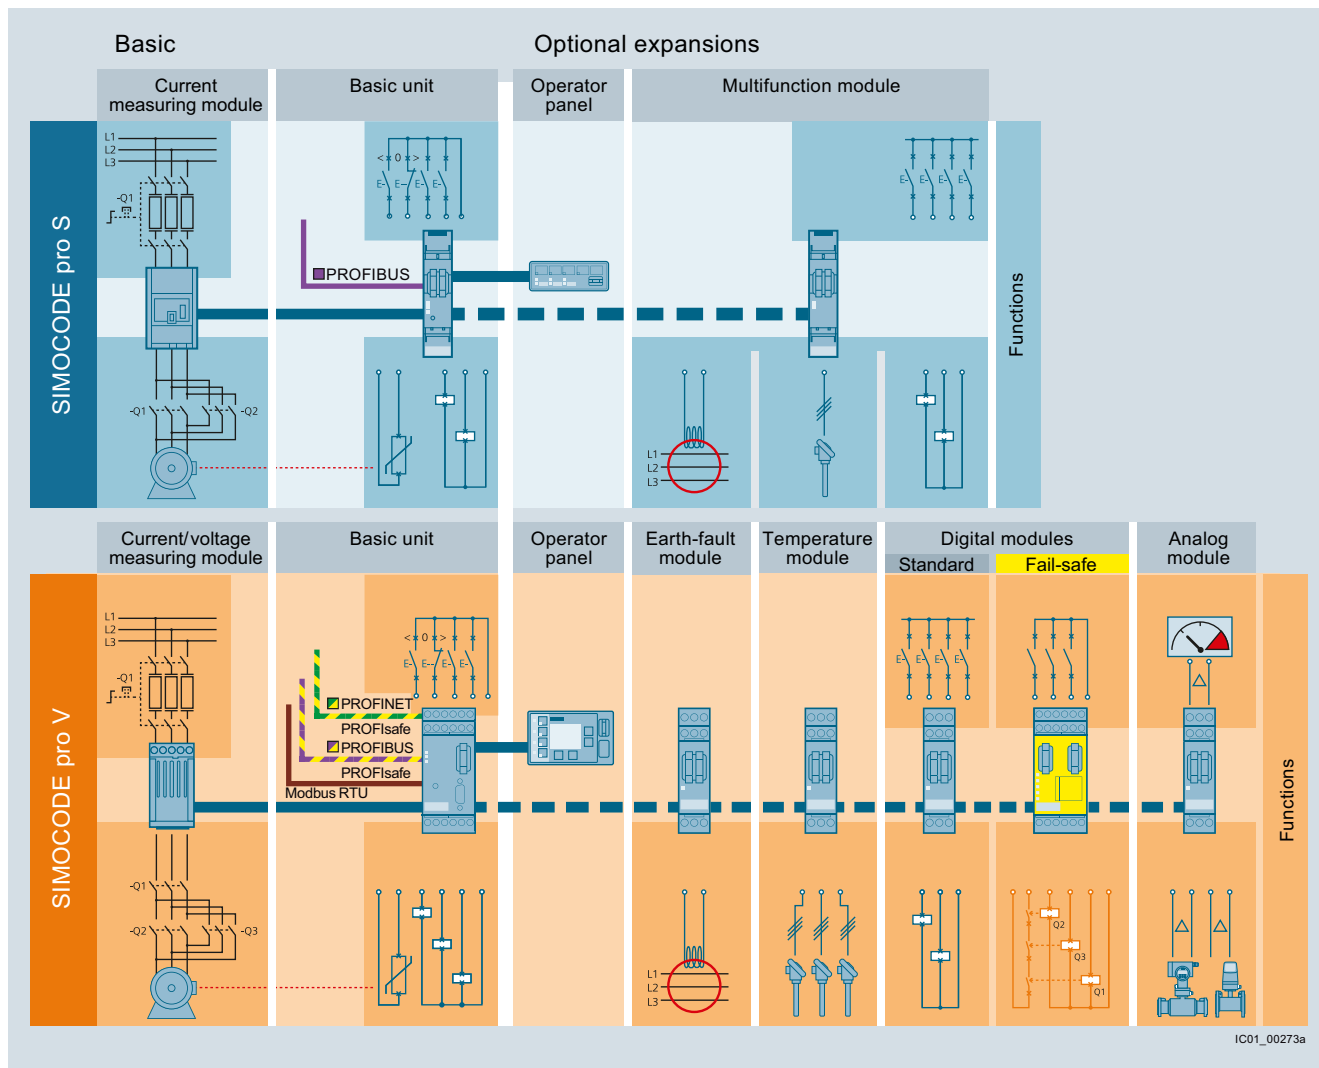 Basic
Optional expansions
Current
measuring module
Basic unit
Operator
panel
Multifunction module
SIMOCODE pro S
L1
L2
L3
-Q1
< 0 >
E- E-- E- E-
PROFIBUS
E- E- E- E-
Functions
-Q1
-Q2
L1
L2
L3
Current/voltage
measuring module
Basic unit
Operator
panel
Earth-fault
module
Temperature
module
Digital modules
Standard
Fail-safe
Analog
module
SIMOCODE pro V
L1
L2
L3
-Q1
< 0 >
E- E-- E- E-
PROFINET
PROFIsafe
PROFIBUS
PROFIsafe
Modbus RTU
E- E- E- E-
Functions
-Q1
-Q2
-Q3
L1
L2
L3
Q2
Q3
Q1
IC01_00273a